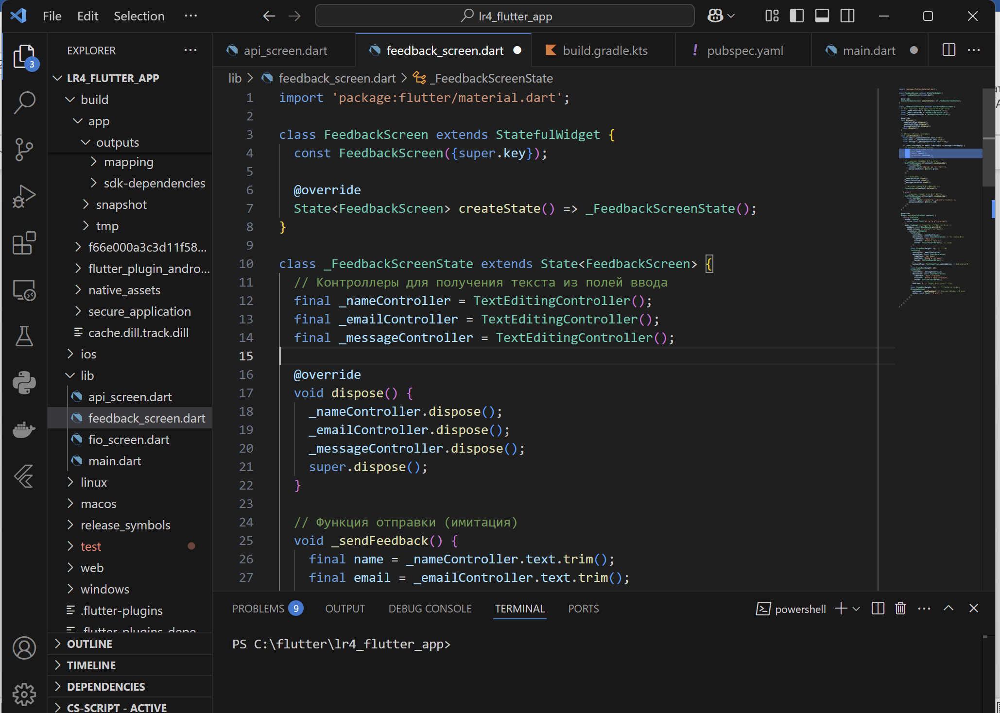 File Edit Selection ···
lr4_flutter_app
3
EXPLORER
LR4_FLUTTER_APP
build
app
outputs
mapping
sdk-dependencies
snapshot
tmp
f66e000a3c3d11f58...
flutter_plugin_andro...
native_assets
secure_application
cache.dill.track.dill
ios
lib
api_screen.dart
feedback_screen.dart
fio_screen.dart
main.dart
linux
macos
release_symbols
test
web
windows
.flutter-plugins
.flutter-plugins-depe...
OUTLINE
TIMELINE
DEPENDENCIES
CS-SCRIPT - ACTIVE
api_screen.dart feedback_screen.dart build.gradle.kts ! pubspec.yaml main.dart
lib > feedback_screen.dart > _FeedbackScreenState
1 import 'package:flutter/material.dart';
2
3 class FeedbackScreen extends StatefulWidget {
4 const FeedbackScreen({super.key});
5
6 @override
7 State<FeedbackScreen> createState() => _FeedbackScreenState();
8 }
9
10 class _FeedbackScreenState extends State<FeedbackScreen> {
11 // Контроллеры для получения текста из полей ввода
12 final _nameController = TextEditingController();
13 final _emailController = TextEditingController();
14 final _messageController = TextEditingController();
15
16 @override
17 void dispose() {
18 _nameController.dispose();
19 _emailController.dispose();
20 _messageController.dispose();
21 super.dispose();
22 }
23
24 // Функция отправки (имитация)
25 void _sendFeedback() {
26 final name = _nameController.text.trim();
27 final email = _emailController.text.trim();
PROBLEMS 9 OUTPUT DEBUG CONSOLE TERMINAL PORTS
powershell
PS C:\flutter\lr4_flutter_app>